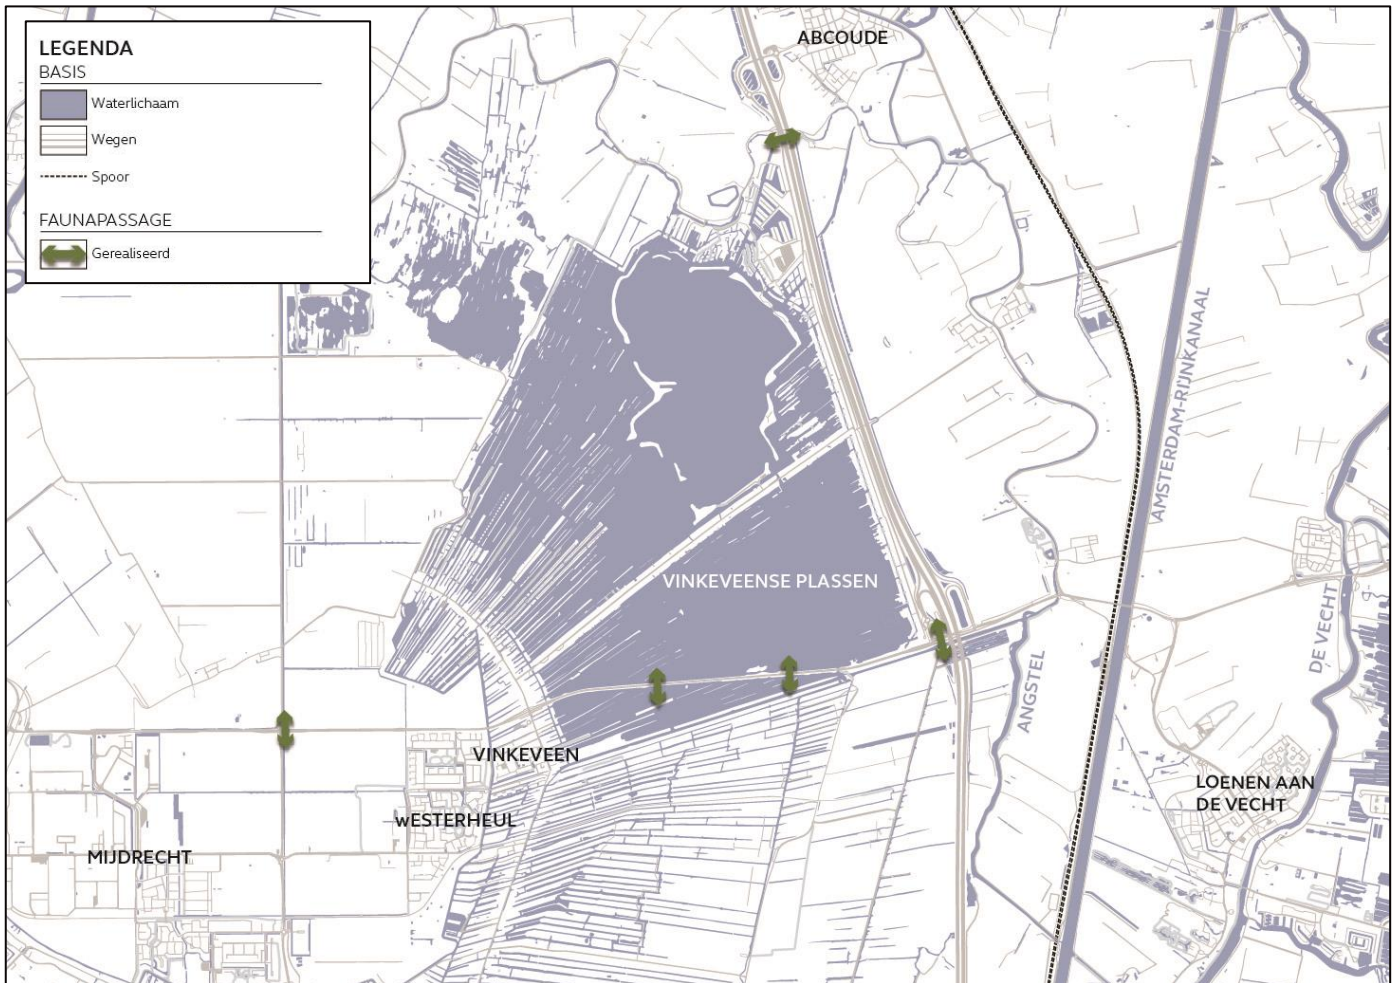 LEGENDA
BASIS
Waterlichaam
Wegen
Spoor
FAUNAPASSAGE
Gerealiseerd
ABCOUDE
AMSTERDAM-RIJNKANAAL
VINKEVEENSE PLASSEN
DE VECHT
ANGSTEL
VINKEVEEN
LOENEN AAN
DE VECHT
wESTERHEUL
MIJDRECHT